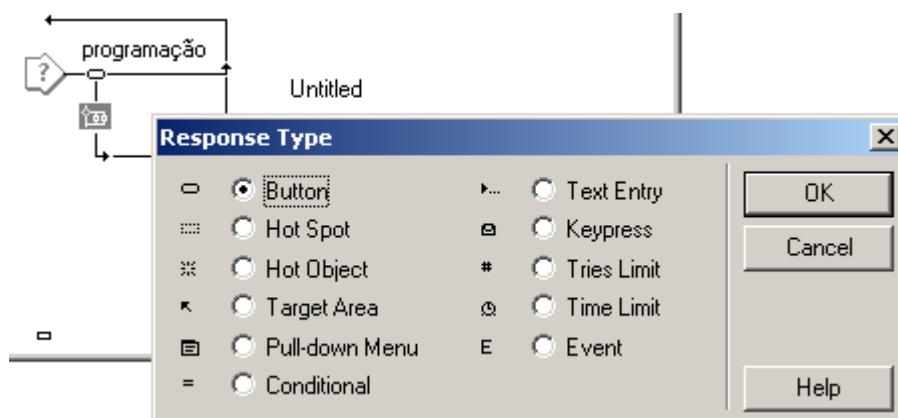 programação
?
Untitled
Response Type
Button
Hot Spot
Hot Object
Target Area
Pull-down Menu
= Conditional
Text Entry
Keypress
# Tries Limit
Time Limit
E Event
OK
Cancel
Help